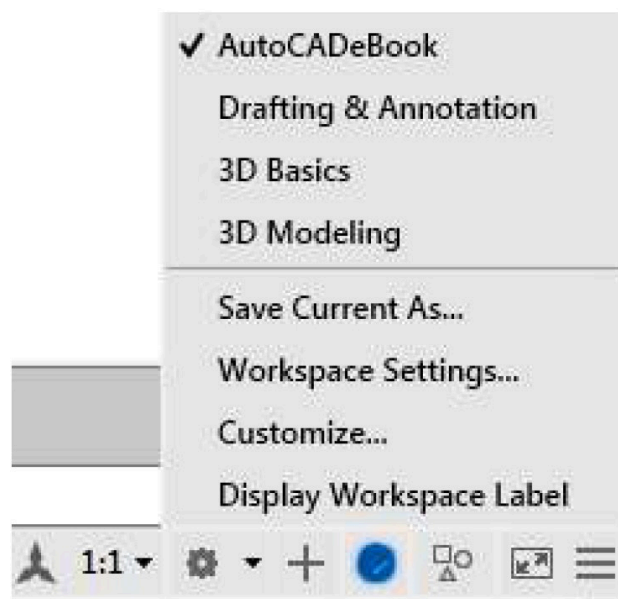 ✓ AutoCADeBook
Drafting & Annotation
3D Basics
3D Modeling
Save Current As...
Workspace Settings...
Customize...
Display Workspace Label
1:1